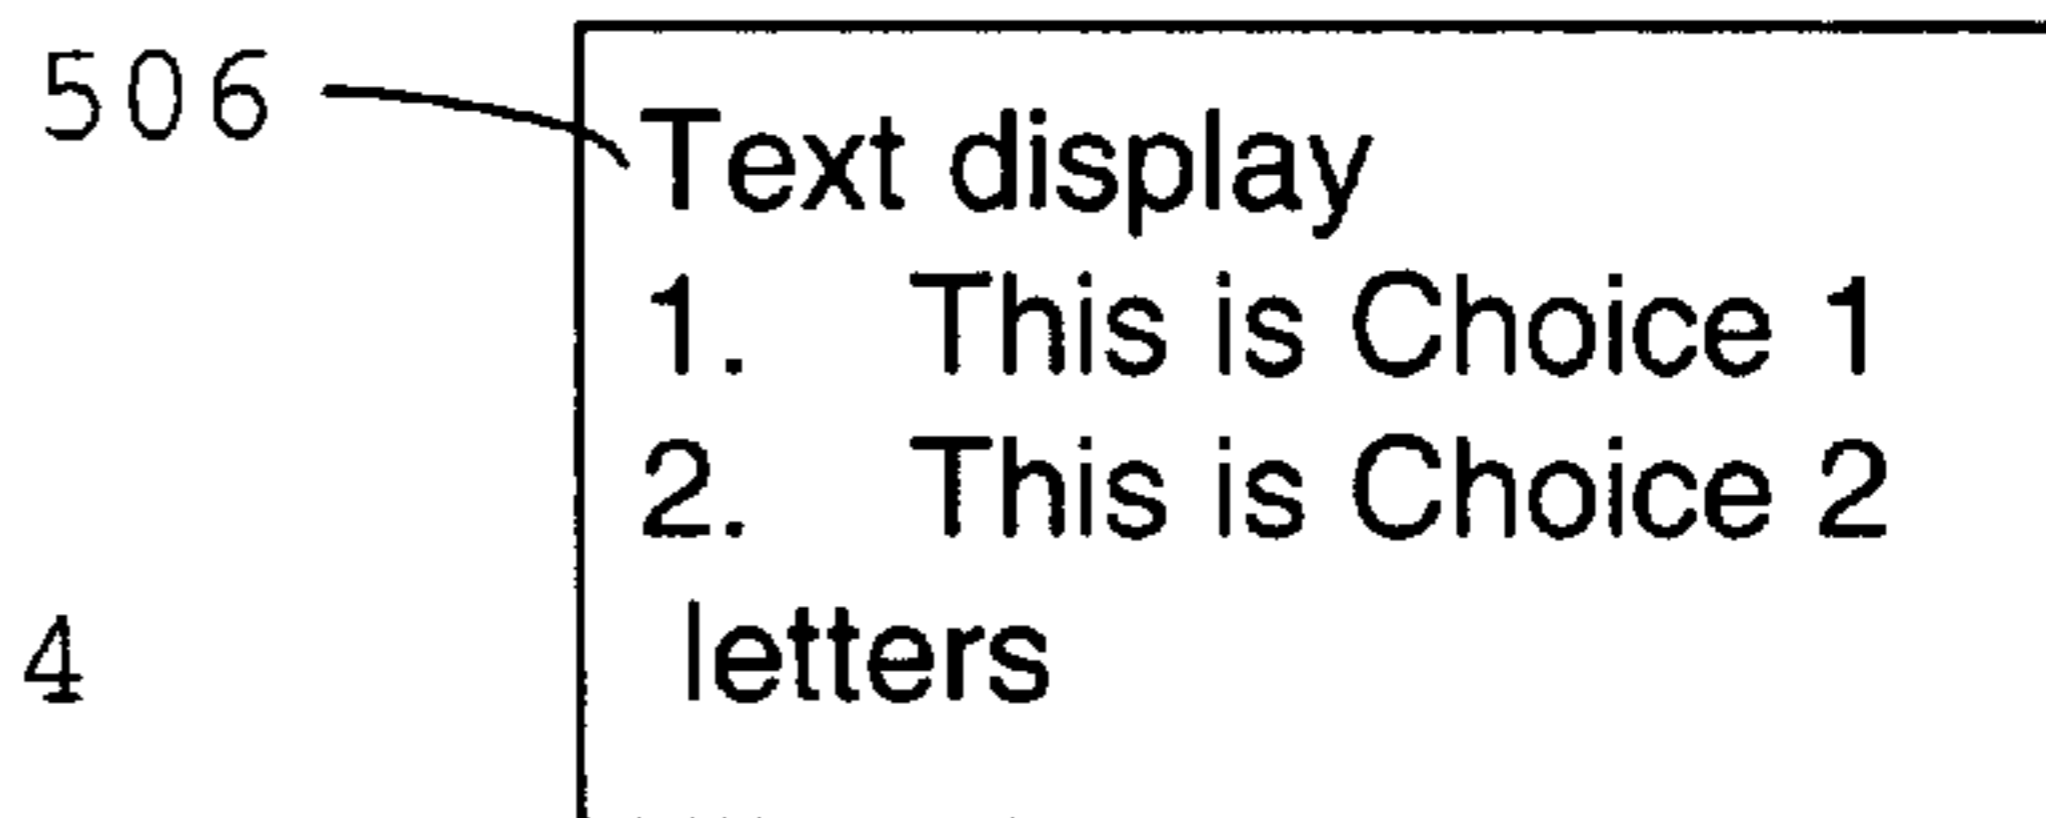 506
Text display
1. This is Choice 1
2. This is Choice 2
4
letters